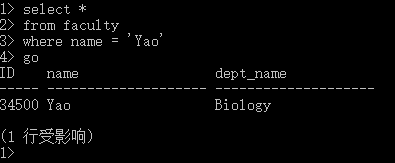 1> select *
2> from faculty
3> where name = 'Yao'
4> go
ID    name                 dept_name
----- -------------------- --------------------
34500 Yao                  Biology

(1 行受影响)
1>